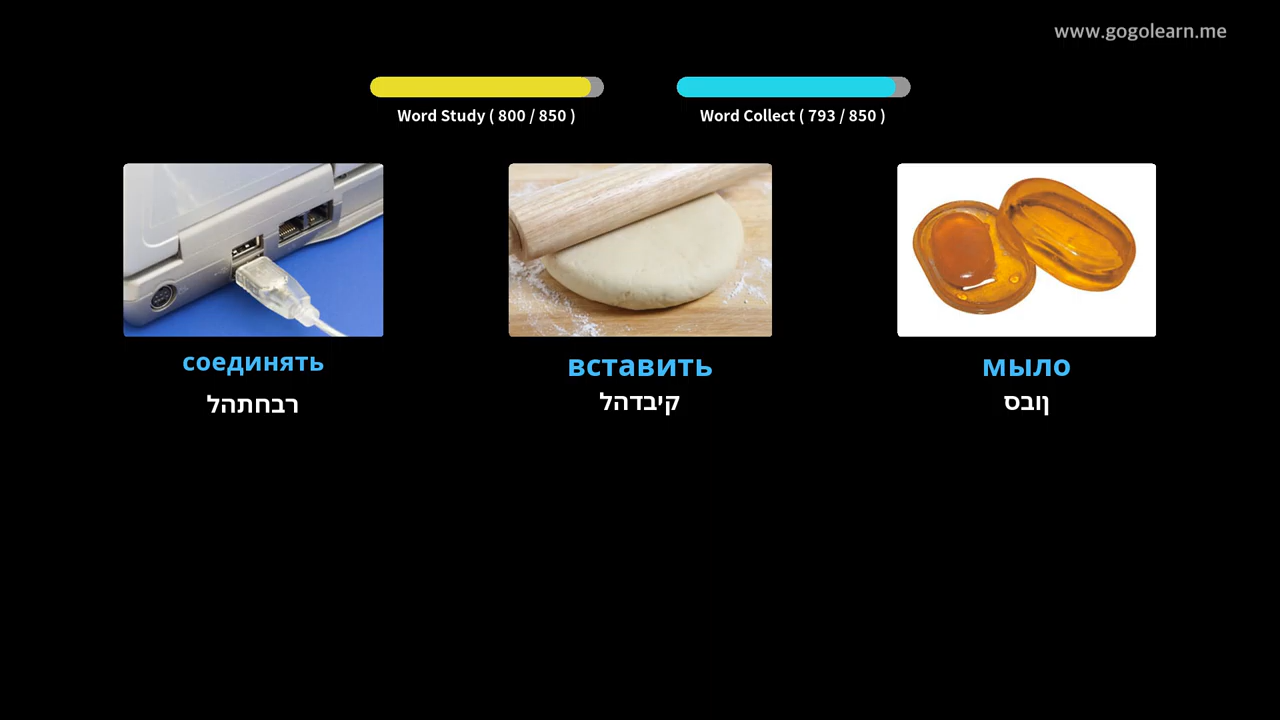 www.gogolearn.me
Word Study ( 800 / 850 )
Word Collect ( 793 / 850 )
соединять
רבחתהל
вставить
קיבדהל
мыло
ןובס